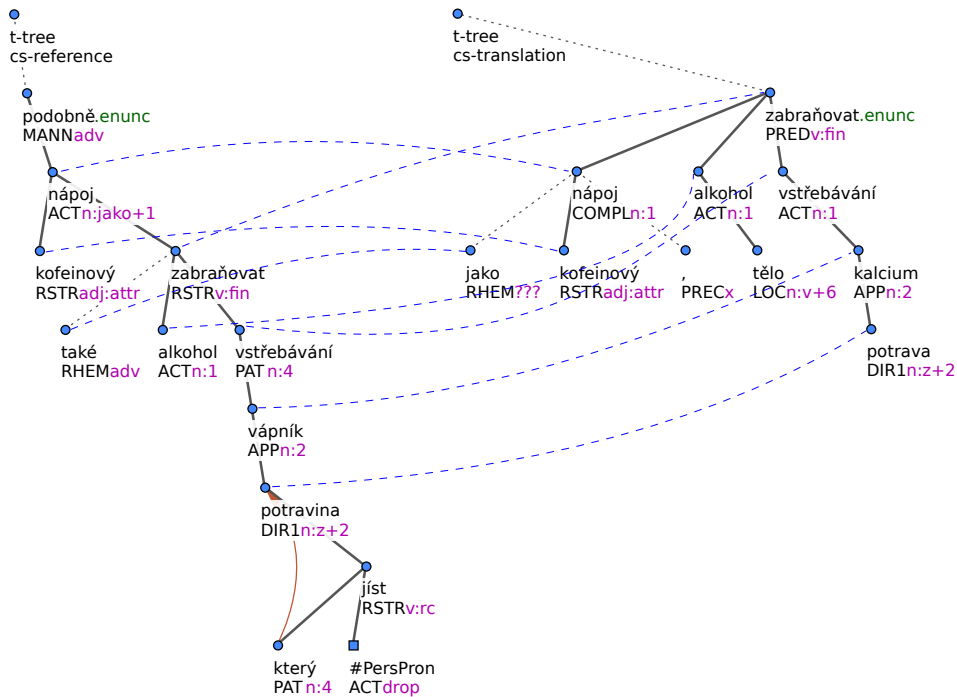 t-tree
cs-reference
t-tree
cs-translation
podobně.enunc
MANNadv
zabraňovat.enunc
PREDv:fin
nápoj
ACTn:jako+1
nápoj
COMPLn:1
alkohol
ACTn:1
vstřebávání
ACTn:1
kofeinový
RSTRadj:attr
zabraňovat
RSTRv:fin
jako
RHEM???
kofeinový
RSTRadj:attr
,
PRECx
tělo
LOCn:v+6
kalcium
APPn:2
také
RHEMadv
alkohol
ACTn:1
vstřebávání
PATn:4
potrava
DIR1n:z+2
vápník
APPn:2
potravina
DIR1n:z+2
jíst
RSTRv:rc
který
PATn:4
#PersPron
ACTdrop